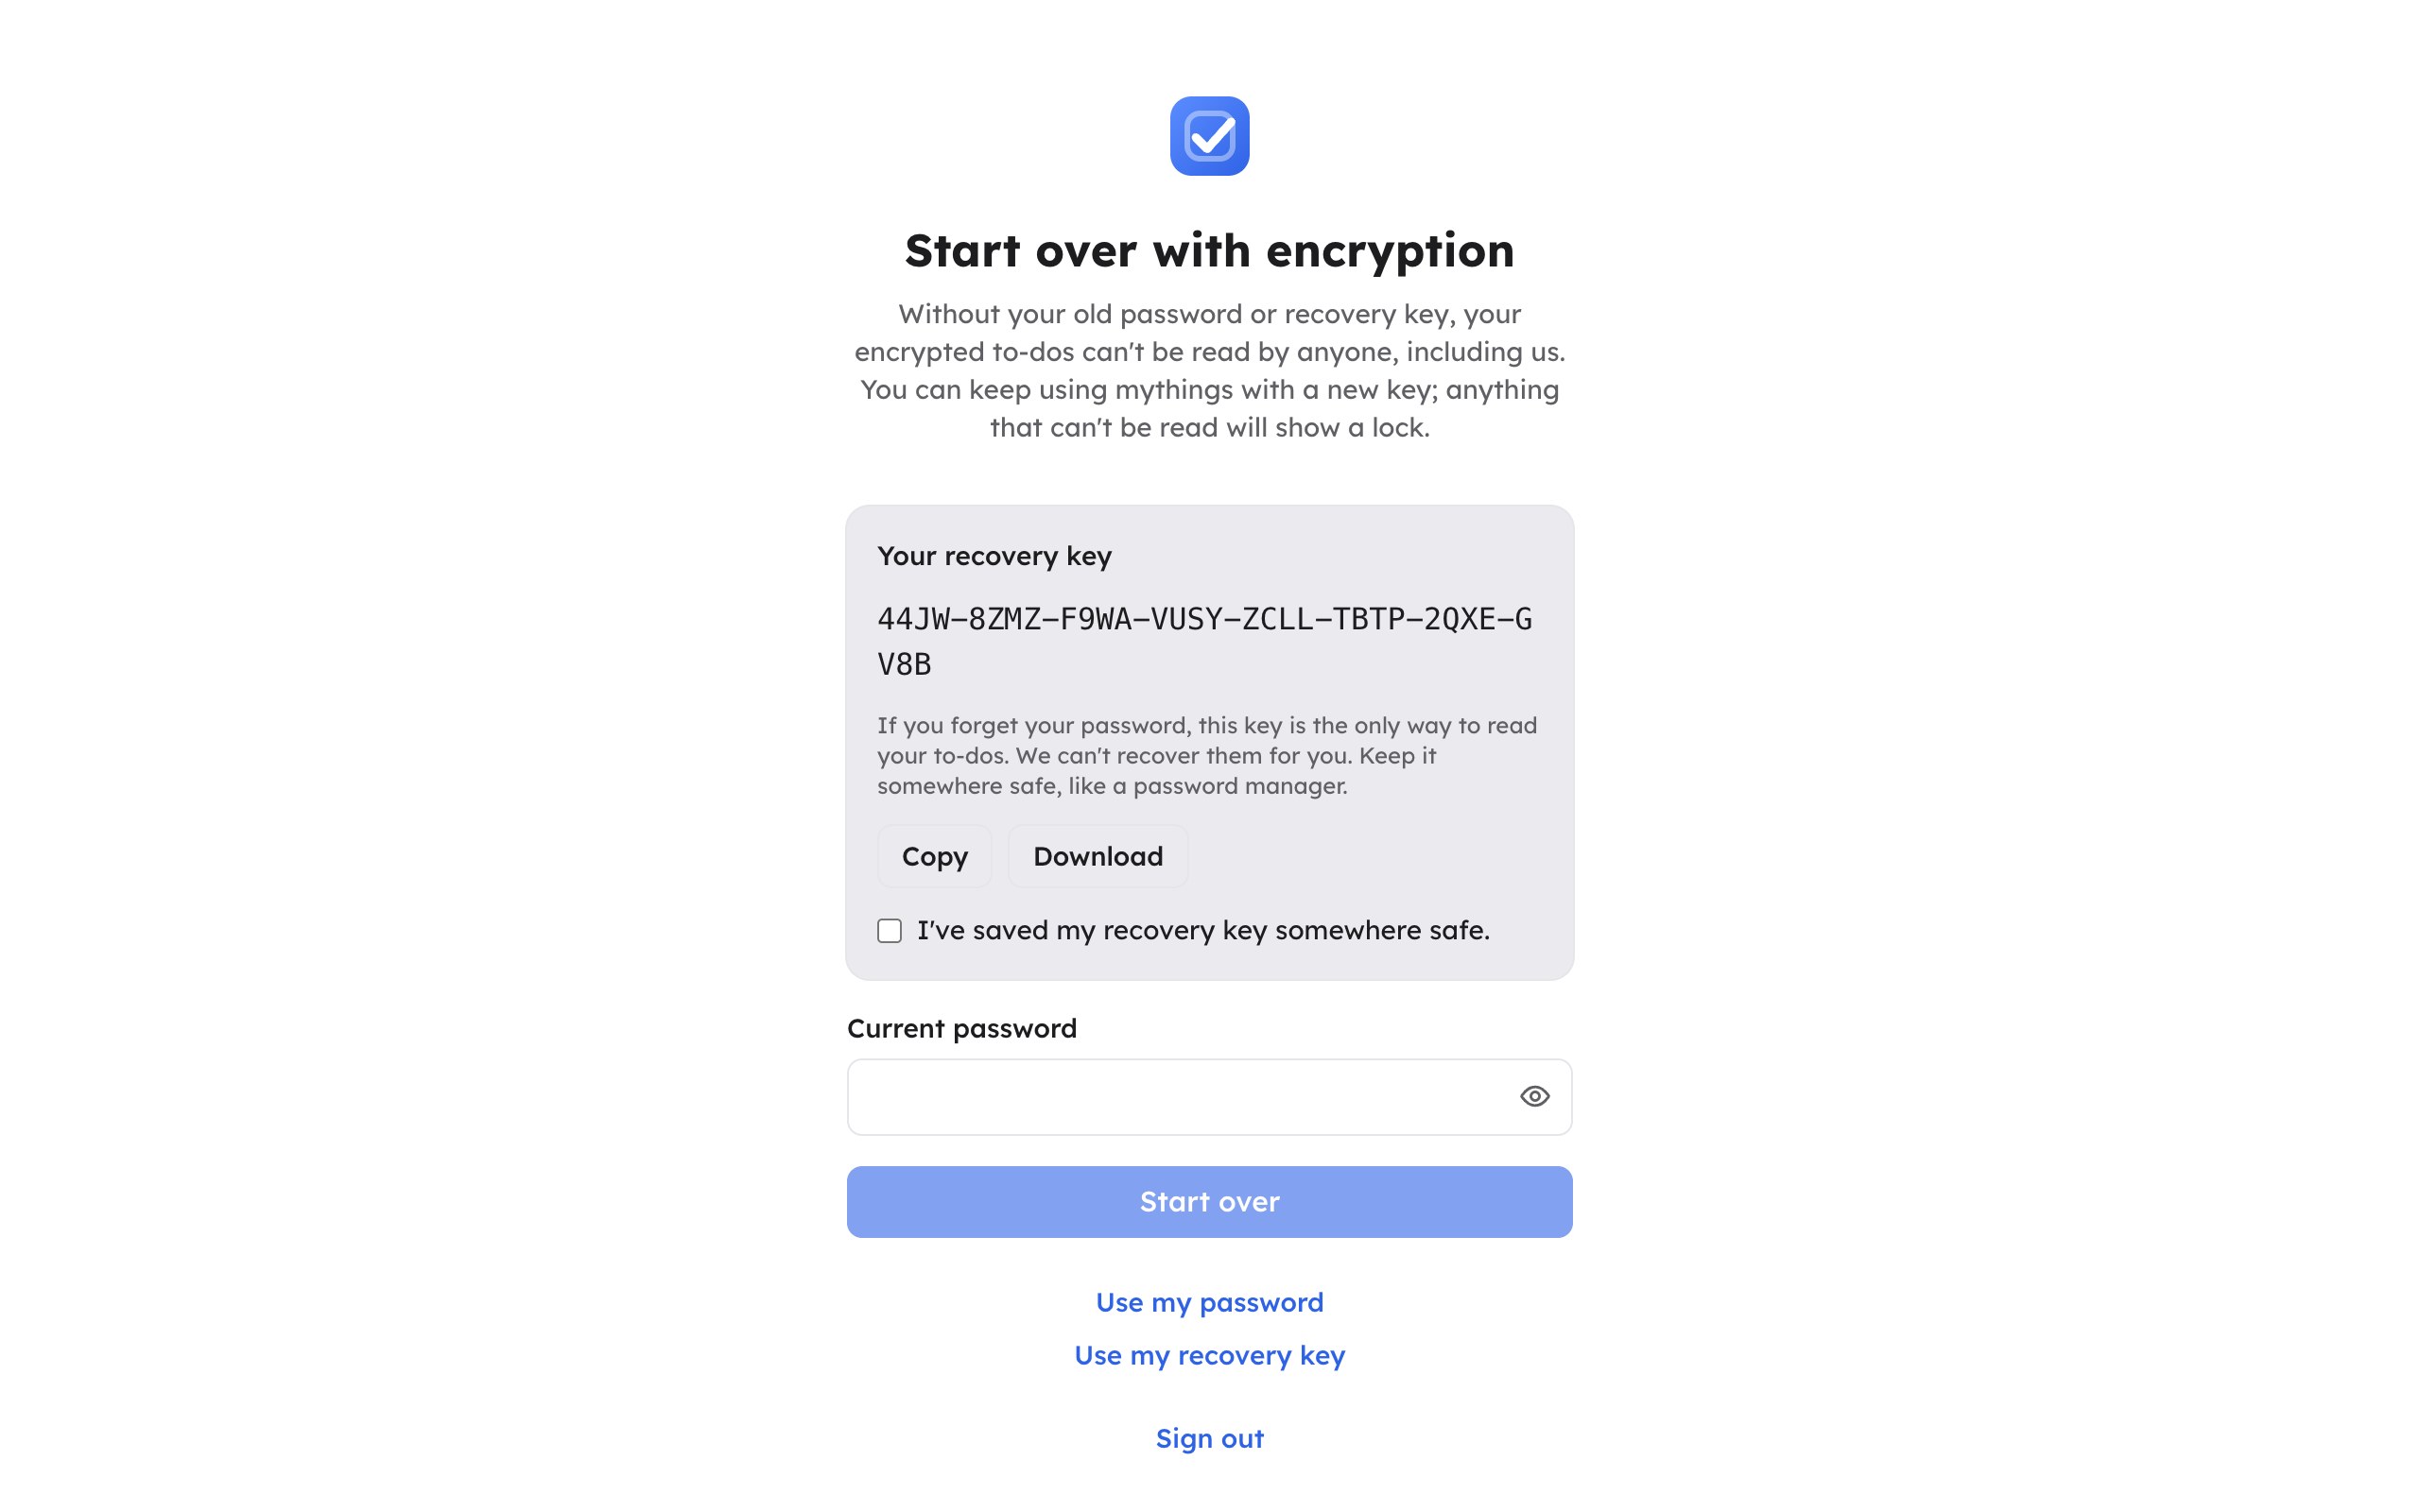 Start over with encryption
Without your old password or recovery key, your
encrypted to-dos can't be read by anyone, including us.
You can keep using mythings with a new key; anything
that can't be read will show a lock.
Your recovery key
44JW–8ZMZ–F9WA–VUSY–ZCLL–TBTP–2QXE–G
V8B
If you forget your password, this key is the only way to read
your to-dos. We can't recover them for you. Keep it
somewhere safe, like a password manager.
Copy
Download
I've saved my recovery key somewhere safe.
Current password
Start over
Use my password
Use my recovery key
Sign out